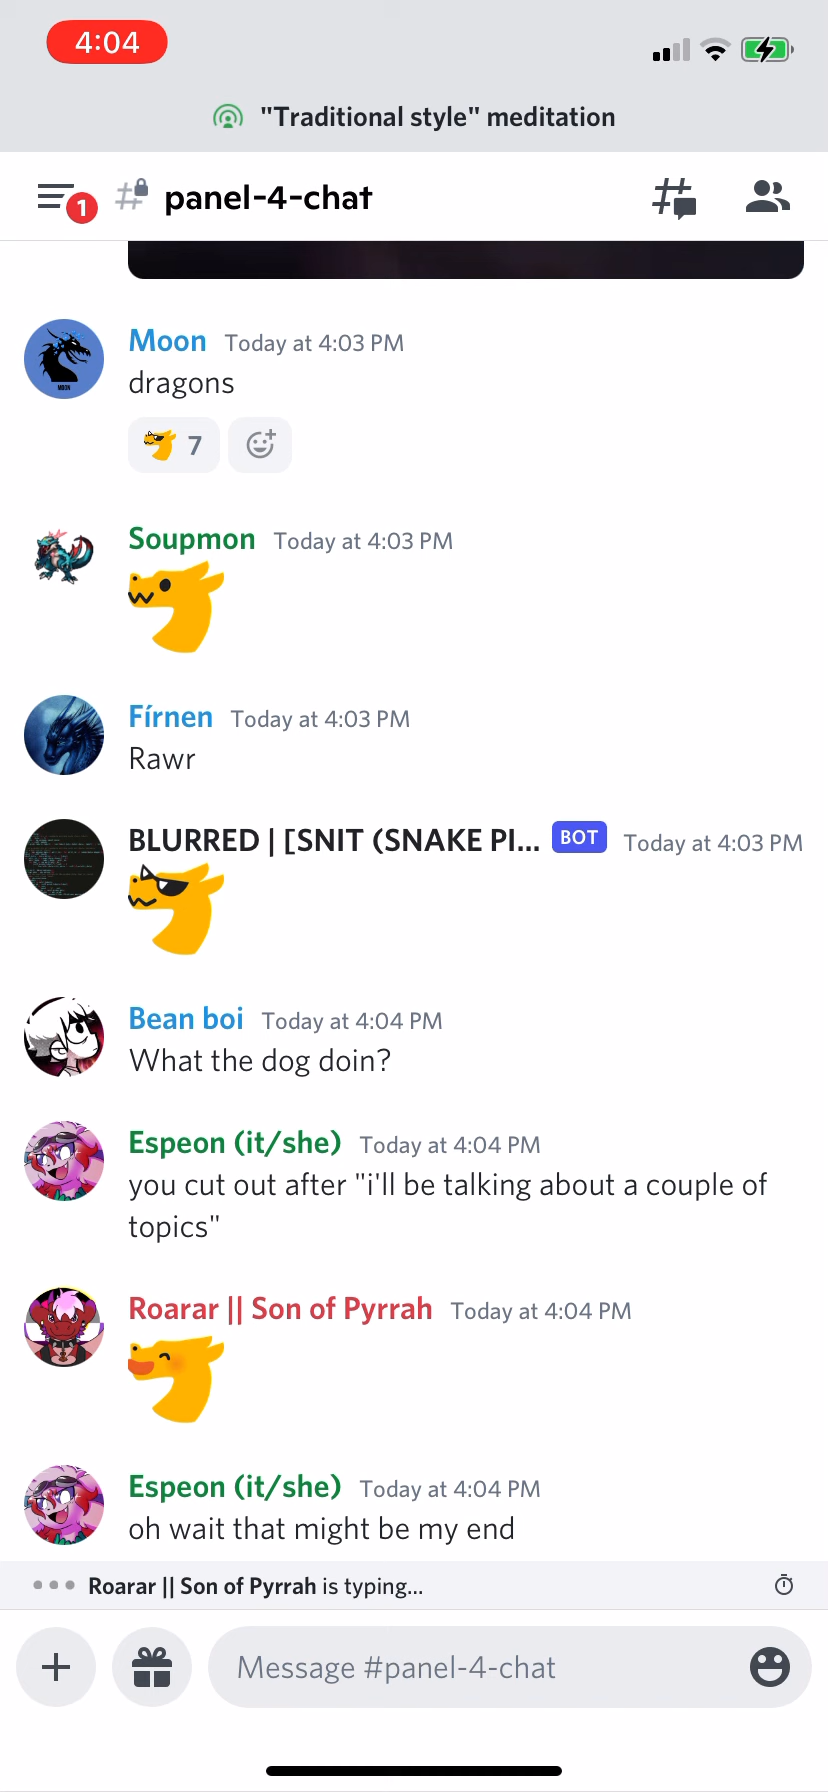 4:04
"Traditional style" meditation
1
panel-4-chat
Moon Today at 4:03 PM
dragons
7
MOON
Soupmon Today at 4:03 PM
Fírnen Today at 4:03 PM
Rawr
BLURRED | [SNIT (SNAKE PI... BOT Today at 4:03 PM
Bean boi Today at 4:04 PM
What the dog doin?
Espeon (it/she) Today at 4:04 PM
you cut out after "i'll be talking about a couple of
topics"
Roarar || Son of Pyrrah Today at 4:04 PM
Espeon (it/she) Today at 4:04 PM
oh wait that might be my end
Roarar || Son of Pyrrah is typing...
Message #panel-4-chat